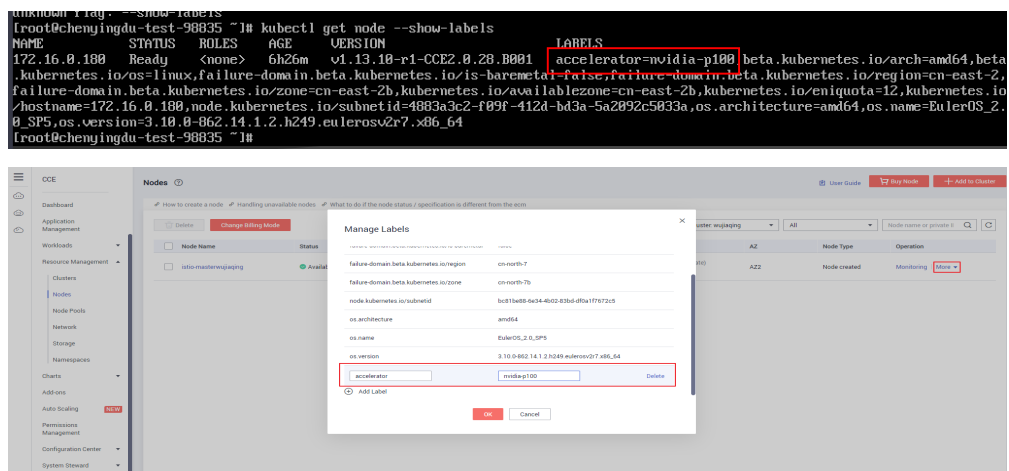 unknown flag: --show-labels
[root@chenyingdu-test-98835 ~]# kubectl get node --show-labels
NAME STATUS ROLES AGE VERSION LABELS
172.16.0.180 Ready <none> 6h26m v1.13.10-r1-CCE2.0.28.B001 accelerator=nvidia-p100,beta.kubernetes.io/arch=amd64,beta
.kubernetes.io/os=linux,failure-domain.beta.kubernetes.io/is-baremetal=false,failure-domain.beta.kubernetes.io/region=cn-east-2,
failure-domain.beta.kubernetes.io/zone=cn-east-2b,kubernetes.io/availablezone=cn-east-2b,kubernetes.io/eniquota=12,kubernetes.io
/hostname=172.16.0.180,node.kubernetes.io/subnetid=4883a3c2-f09f-412d-bd3a-5a2092c5033a,os.architecture=amd64,os.name=EulerOS_2.
0_SP5,os.version=3.10.0-862.14.1.2.h249.eulerosv2r7.x86_64
[root@chenyingdu-test-98835 ~]#
CCE
Dashboard
Application
Management
Workloads
Resource Management
Clusters
Nodes
Node Pools
Network
Storage
Namespaces
Charts
Add-ons
Auto Scaling NEW
Permissions
Management
Configuration Center
System Steward
Nodes
User Guide Buy Node + Add to Cluster
How to create a node Handling unavailable nodes What to do if the node status / specification is different from the ecm
Delete Change Billing Mode
Cluster: wujiaqing All Node name or private I
Node Name Status AZ Node Type Operation
istio-masterwujiaqing Availab AZ2 Node created Monitoring More
Manage Labels
failure-domain.beta.kubernetes.io/region cn-north-7
failure-domain.beta.kubernetes.io/zone cn-north-7b
node.kubernetes.io/subnetid bc81be88-6e34-4b02-83bd-df0a1f7672c5
os.architecture amd64
os.name EulerOS_2.0_SP5
os.version 3.10.0-862.14.1.2.h249.eulerosv2r7.x86_64
accelerator nvidia-p100 Delete
Add Label
OK Cancel